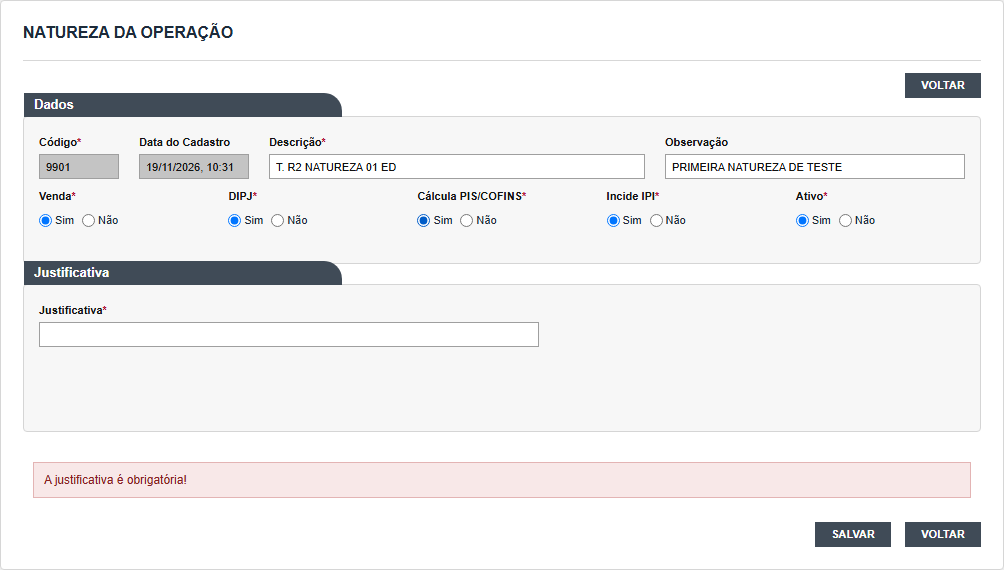 NATUREZA DA OPERAÇÃO
VOLTAR
Dados
Código* Data do Cadastro Descrição* Observação
9901 19/11/2026, 10:31 T. R2 NATUREZA 01 ED PRIMEIRA NATUREZA DE TESTE
Venda* DIPJ* Cálcula PIS/COFINS* Incide IPI* Ativo*
Sim Não Sim Não Sim Não Sim Não Sim Não
Justificativa
Justificativa*
A justificativa é obrigatória!
SALVAR VOLTAR